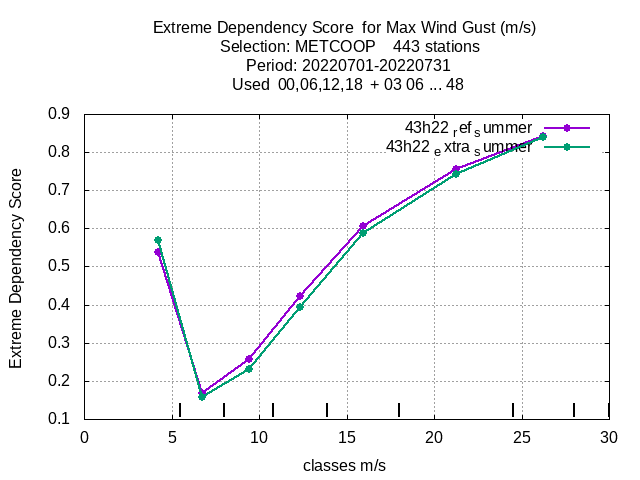 Extreme Dependency Score for Max Wind Gust (m/s)
Selection: METCOOP 443 stations
Period: 20220701-20220731
Used 00,06,12,18 + 03 06 ... 48
43h22 ref summer
43h22 extra summer
0.9
0.8
0.7
0.6
0.5
0.4
0.3
0.2
0.1
Extreme Dependency Score
0 5 10 15 20 25 30
classes m/s